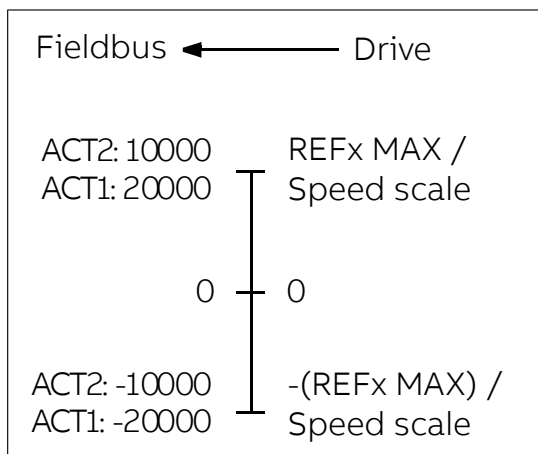 Fieldbus Drive
ACT2: 10000 REFx MAX /
ACT1: 20000 Speed scale
0 0
ACT2: -10000 -(REFx MAX) /
ACT1: -20000 Speed scale